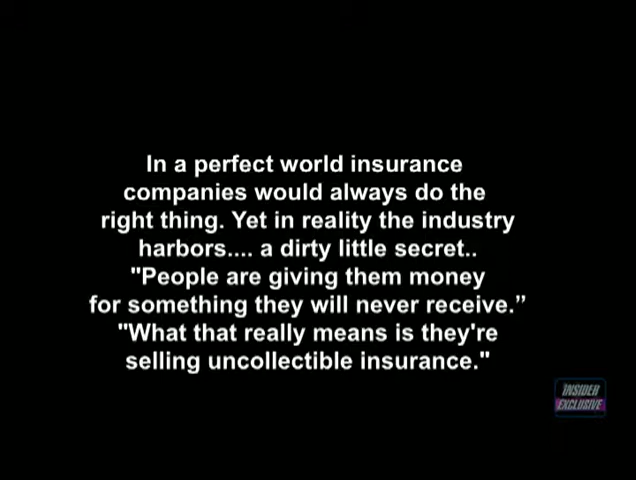 In a perfect world insurance
companies would always do the
right thing. Yet in reality the industry
harbors.... a dirty little secret..
"People are giving them money
for something they will never receive.”
"What that really means is they're
selling uncollectible insurance."
INSIDER
EXCLUSIVE